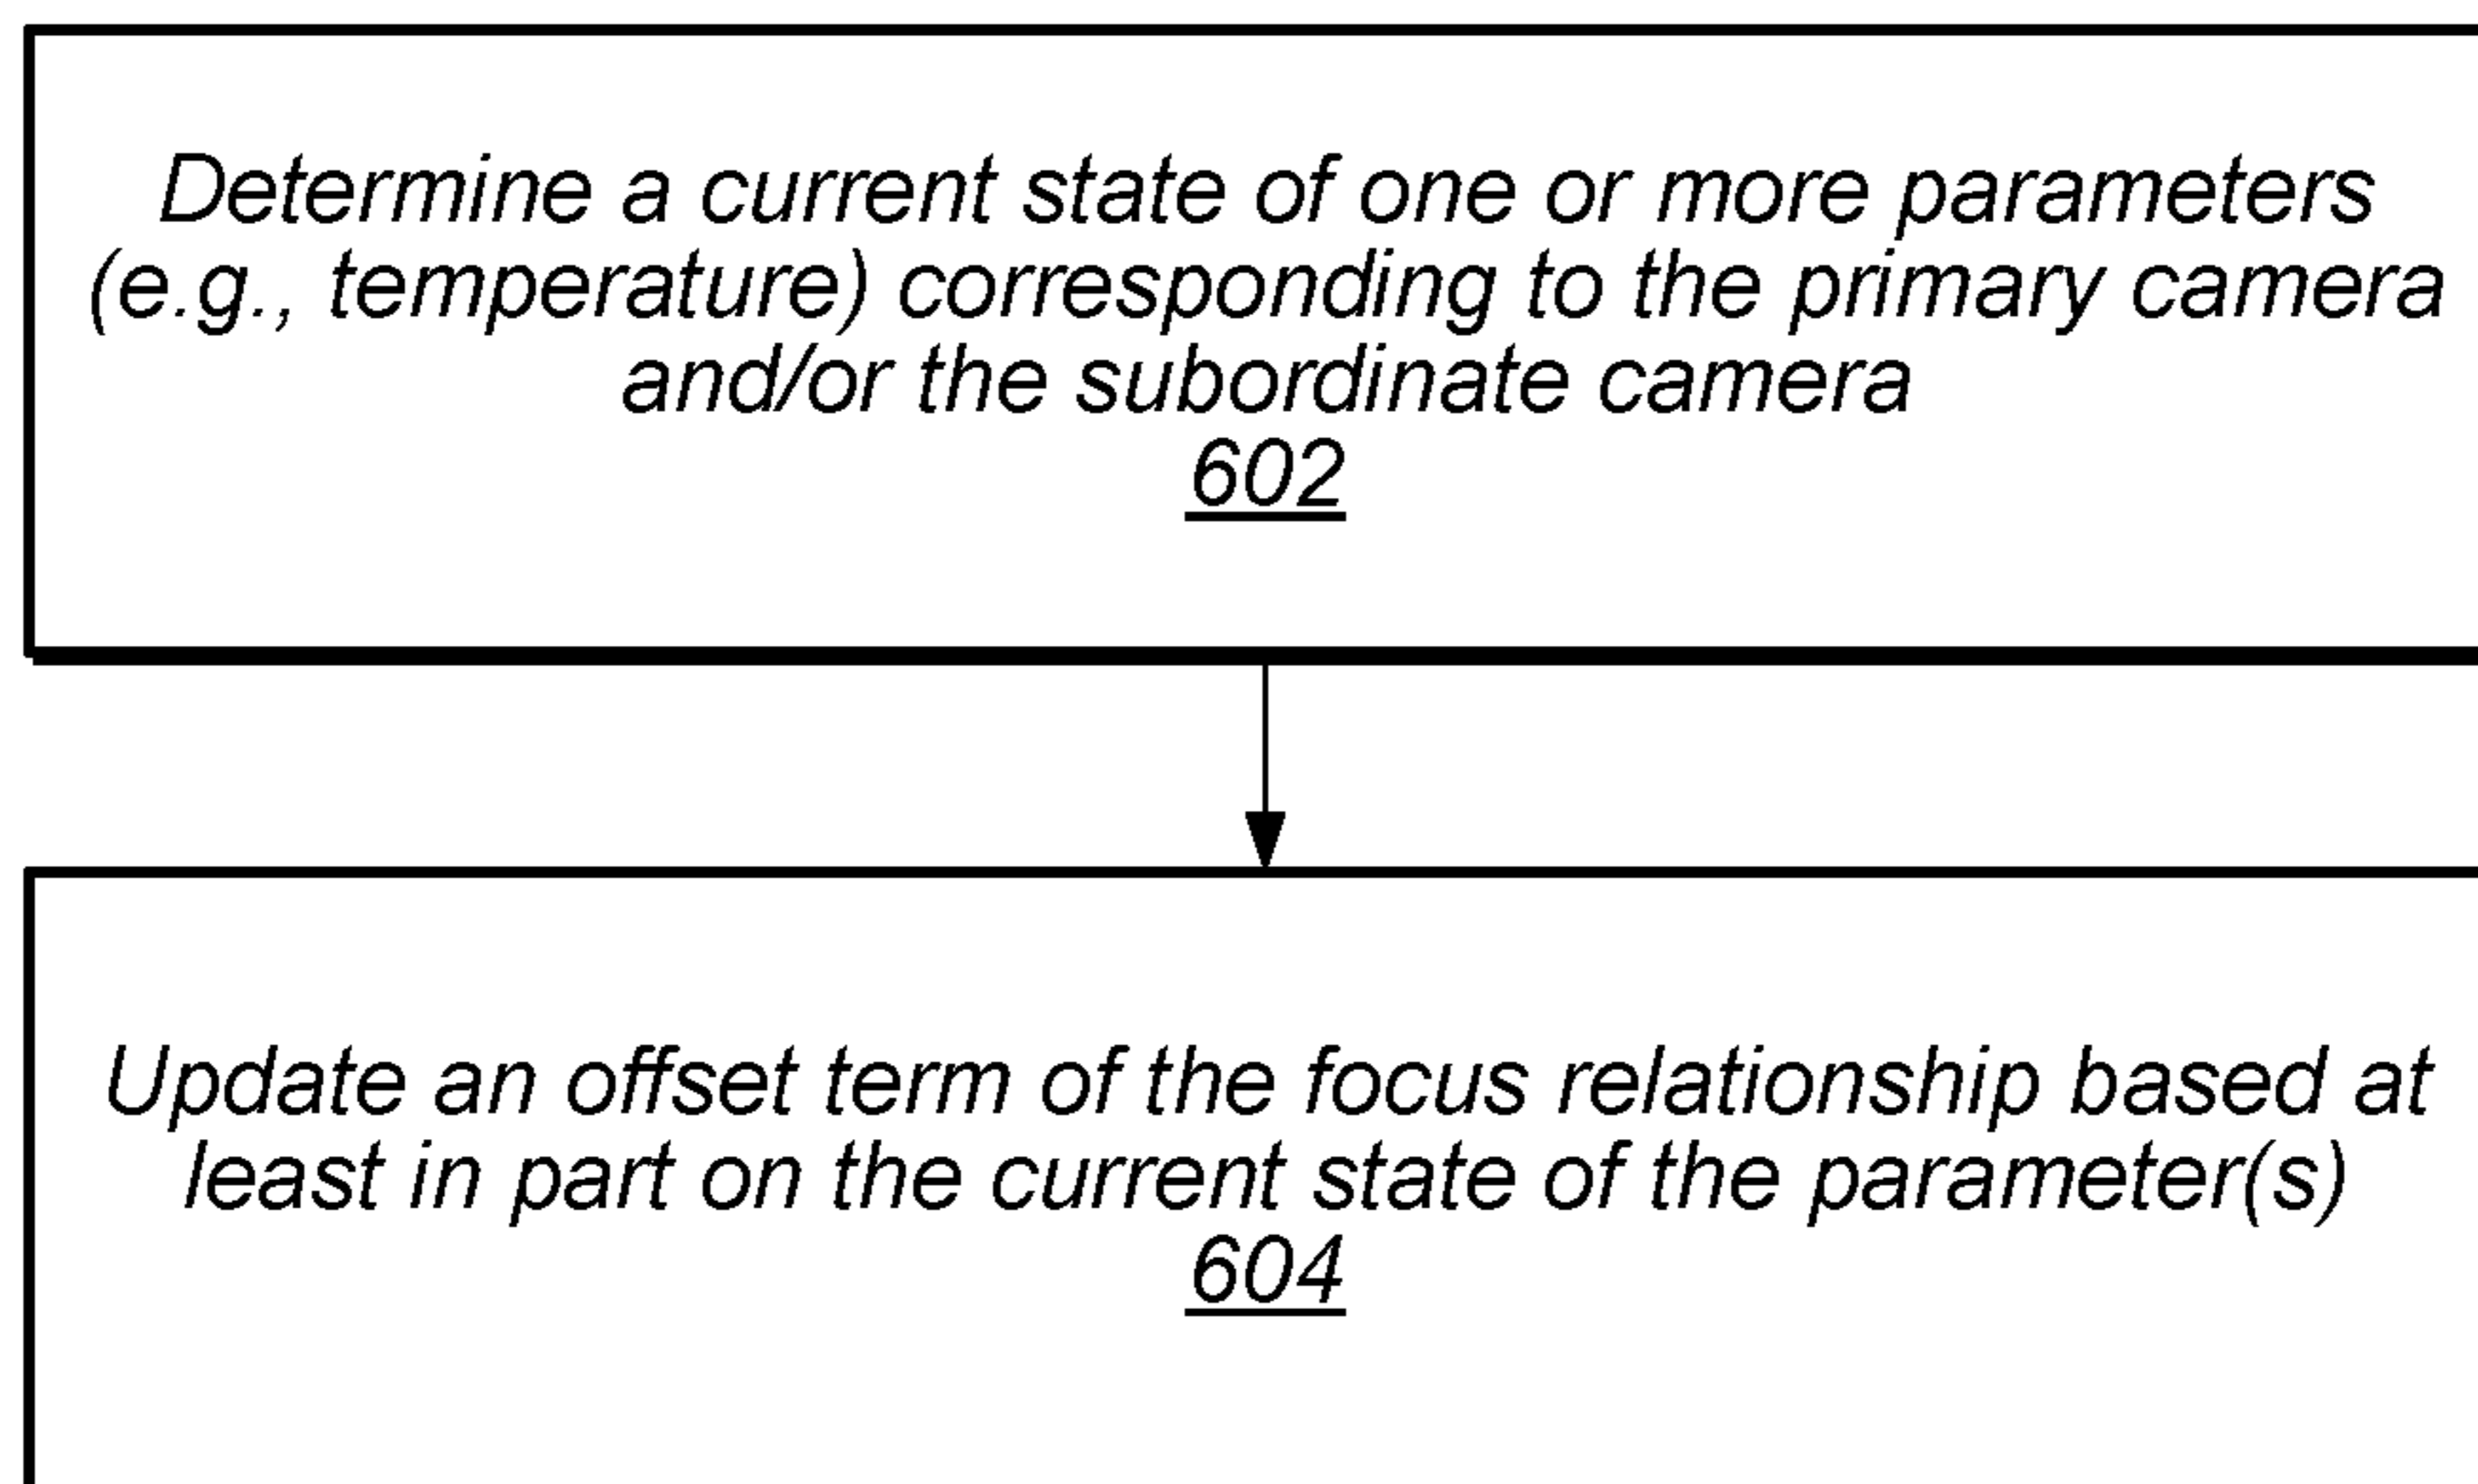 Determine a current state of one or more parameters
(e.g., temperature) corresponding to the primary camera
and/or the subordinate camera
602
Update an offset term of the focus relationship based at
least in part on the current state of the parameter(s)
604